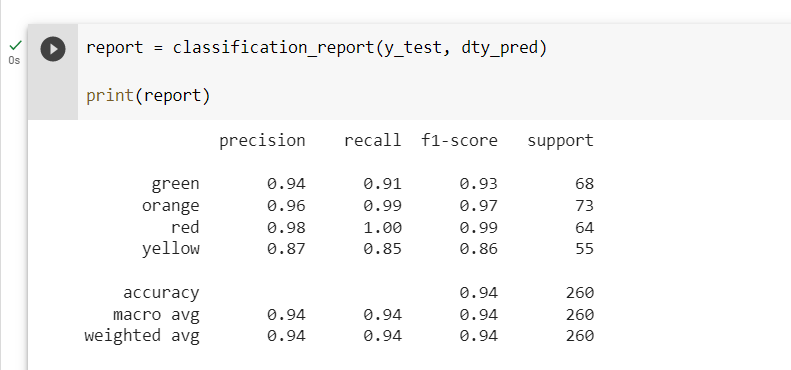 report = classification_report(y_test, dty_pred)
0s
print(report)
precision recall f1-score support
green 0.94 0.91 0.93 68
orange 0.96 0.99 0.97 73
red 0.98 1.00 0.99 64
yellow 0.87 0.85 0.86 55
accuracy 0.94 260
macro avg 0.94 0.94 0.94 260
weighted avg 0.94 0.94 0.94 260